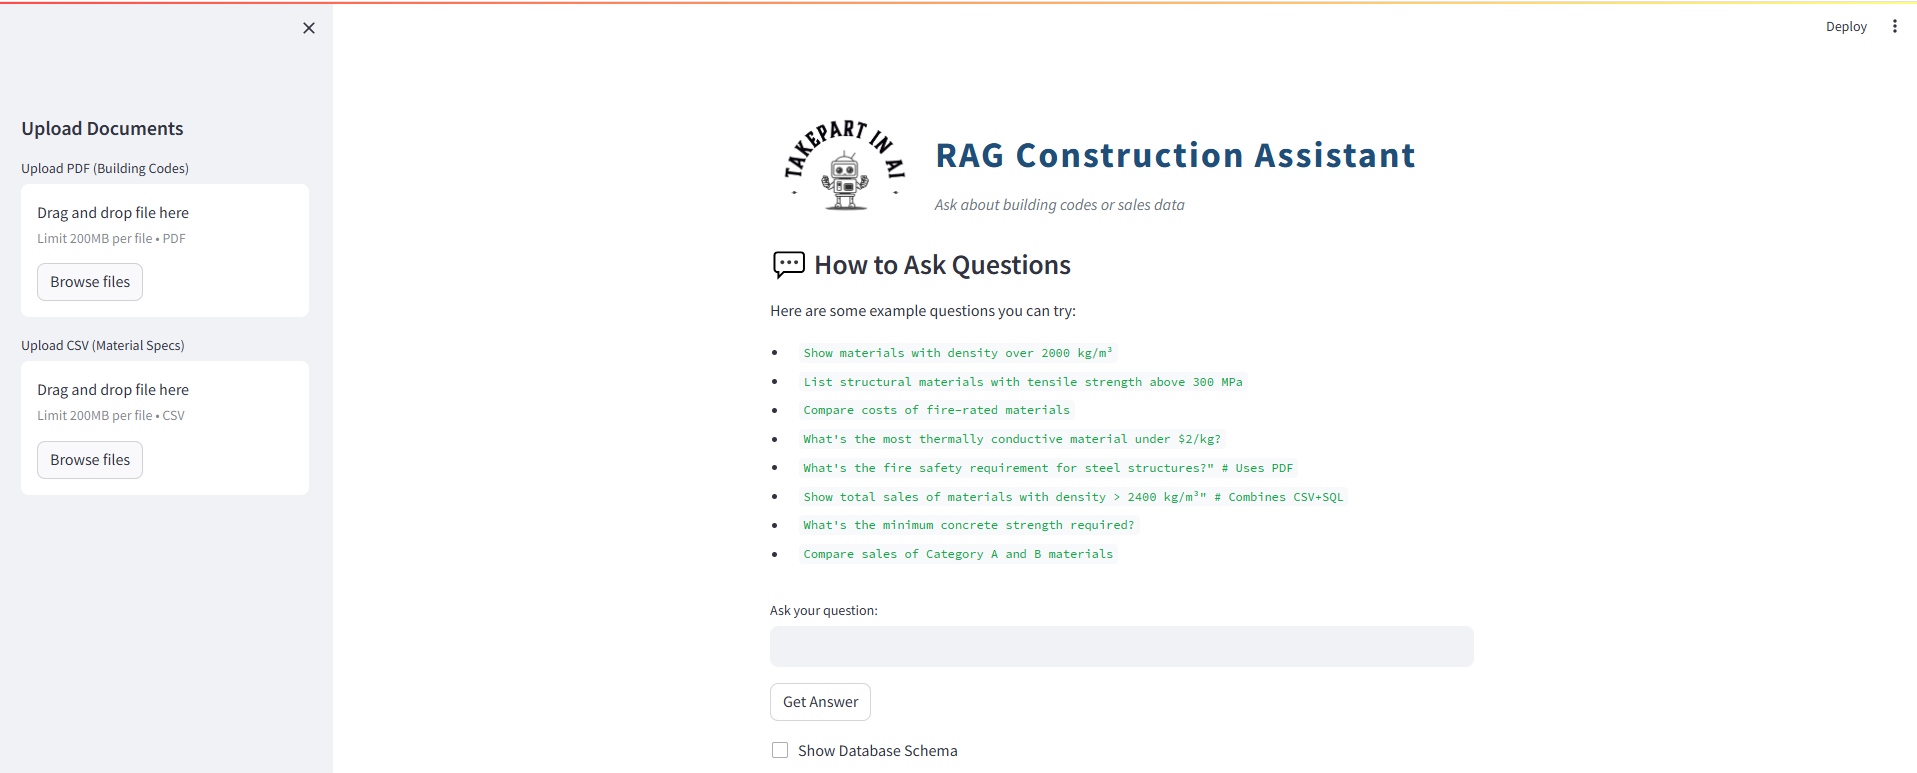 Deploy
Upload Documents
Upload PDF (Building Codes)
Drag and drop file here
Limit 200MB per file • PDF
Browse files
Upload CSV (Material Specs)
Drag and drop file here
Limit 200MB per file • CSV
Browse files
TAKEPART IN AI
RAG Construction Assistant
Ask about building codes or sales data
How to Ask Questions
Here are some example questions you can try:
Show materials with density over 2000 kg/m³
List structural materials with tensile strength above 300 MPa
Compare costs of fire-rated materials
What's the most thermally conductive material under $2/kg?
What's the fire safety requirement for steel structures?" # Uses PDF
Show total sales of materials with density > 2400 kg/m³" # Combines CSV+SQL
What's the minimum concrete strength required?
Compare sales of Category A and B materials
Ask your question:
Get Answer
Show Database Schema